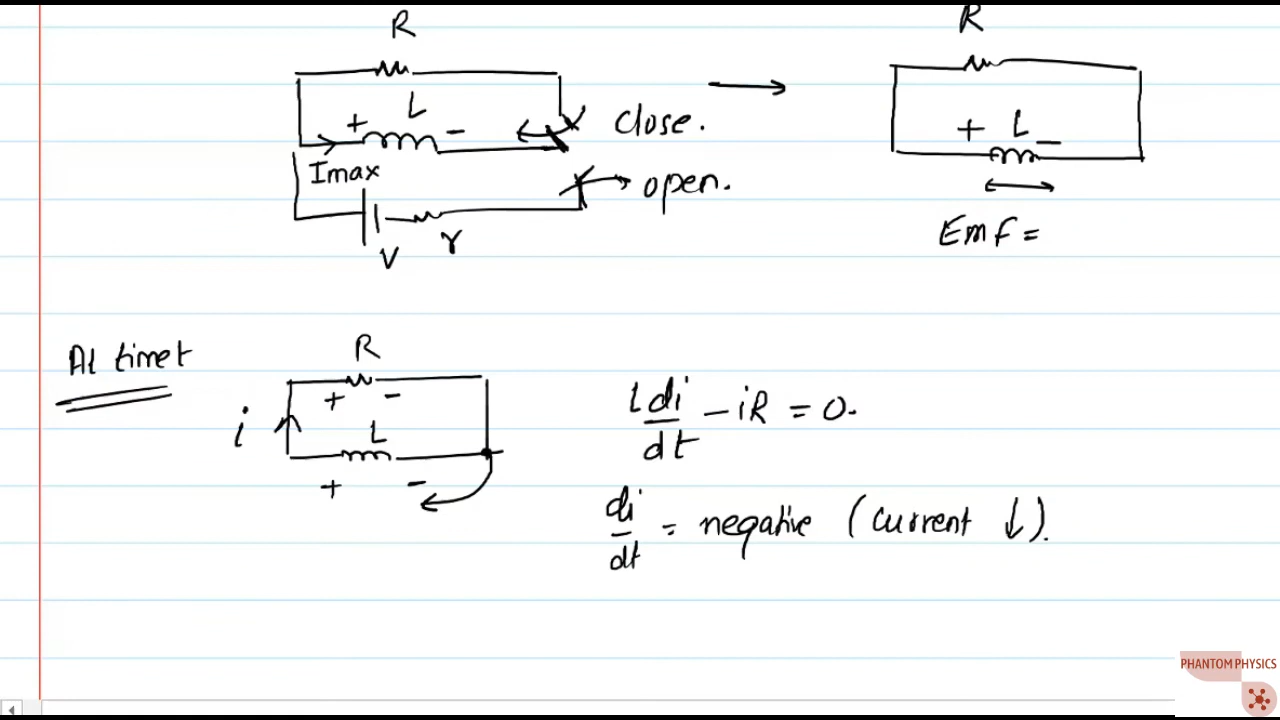 R
R
L
+ -
close.
Imax
open.
V r
+ L -
Emf =
At time t
R
+ -
i
L
+ -
L di/dt - iR = 0.
di/dt = negative (current ↓).
PHANTOM PHYSICS